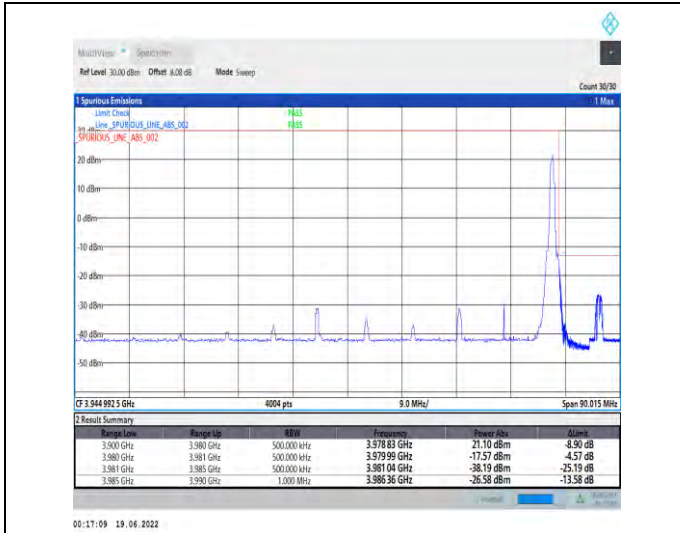 MultiView Spectrum
Ref Level 30.00 dBm Offset 8.08 dB Mode Sweep
Count 30/30
1 Spurious Emissions 1 Max
Limit Check PASS
Line _SPURIOUS_LINE_ABS_002 PASS
_SPURIOUS_LINE_ABS_002
20 dBm
10 dBm
0 dBm
-10 dBm
-20 dBm
-30 dBm
-40 dBm
-50 dBm
CF 3.944 992 5 GHz 4004 pts 9.0 MHz/ Span 90.015 MHz
2 Result Summary
Range Low Range Up RBW Frequency Power Abs ΔLimit
3.900 GHz 3.980 GHz 500.000 kHz 3.978 83 GHz 21.10 dBm -8.90 dB
3.980 GHz 3.981 GHz 500.000 kHz 3.979 99 GHz -17.57 dBm -4.57 dB
3.981 GHz 3.985 GHz 500.000 kHz 3.981 04 GHz -38.19 dBm -25.19 dB
3.985 GHz 3.990 GHz 1.000 MHz 3.986 36 GHz -26.58 dBm -13.58 dB
00:17:09 19.06.2022